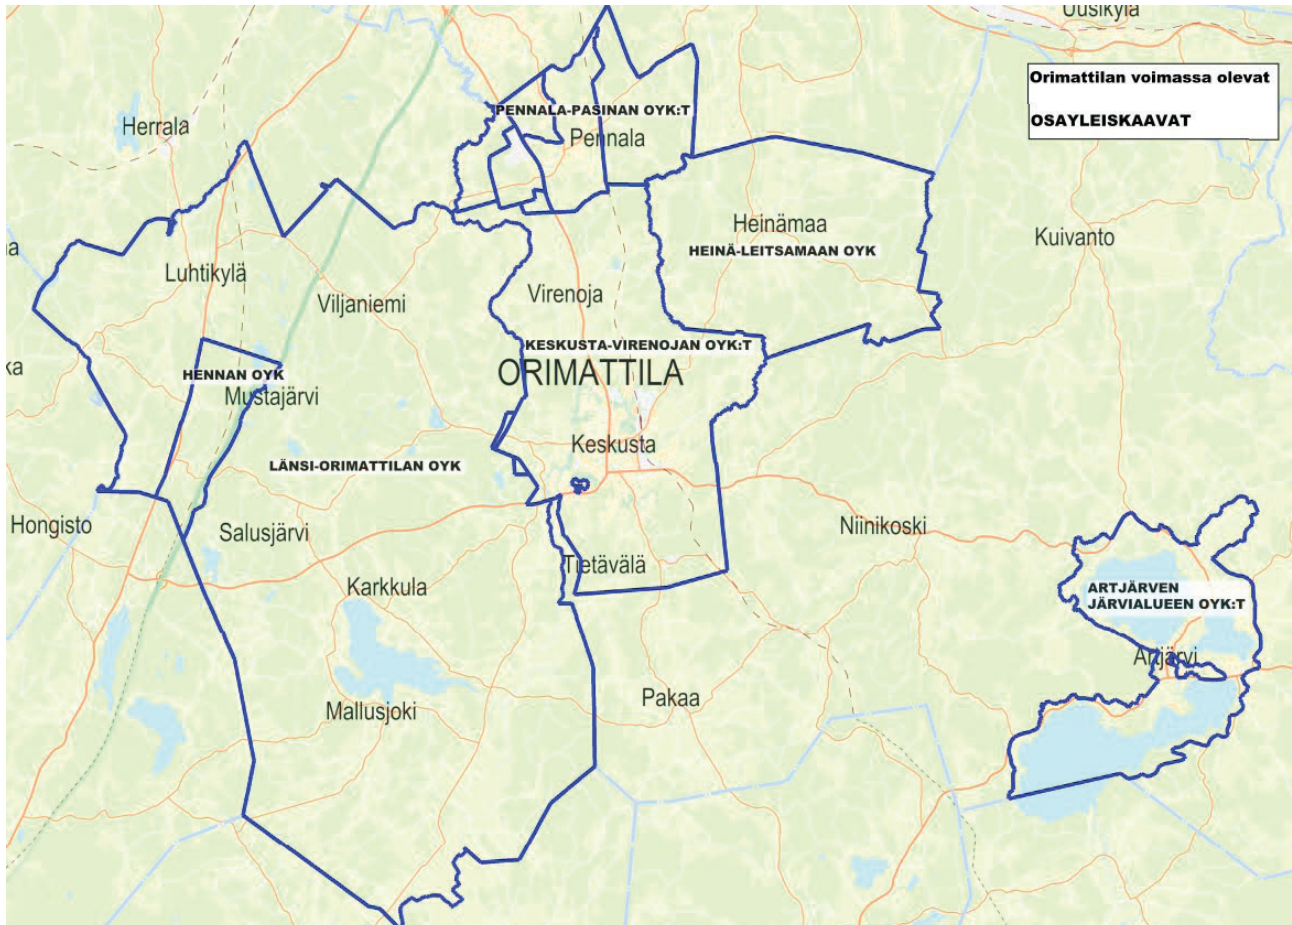 Uusikylä
Orimattilan voimassa olevat
OSAYLEISKAAVAT
Herrala
PENNALA-PASINAN OYK:T
Pennala
Heinämaa
HEINÄ-LEITSAMAAN OYK
Kuivanto
Luhtikylä
Viljaniemi
Virenoja
KESKUSTA-VIRENOJAN OYK:T
ORIMATTILA
HENNAN OYK
Mustajärvi
Keskusta
LÄNSI-ORIMATTILAN OYK
Hongisto
Salusjärvi
Niinikoski
Tietävälä
Karkkula
ARTJÄRVEN
JÄRVIALUEEN OYK:T
Artjärvi
Pakaa
Mallusjoki